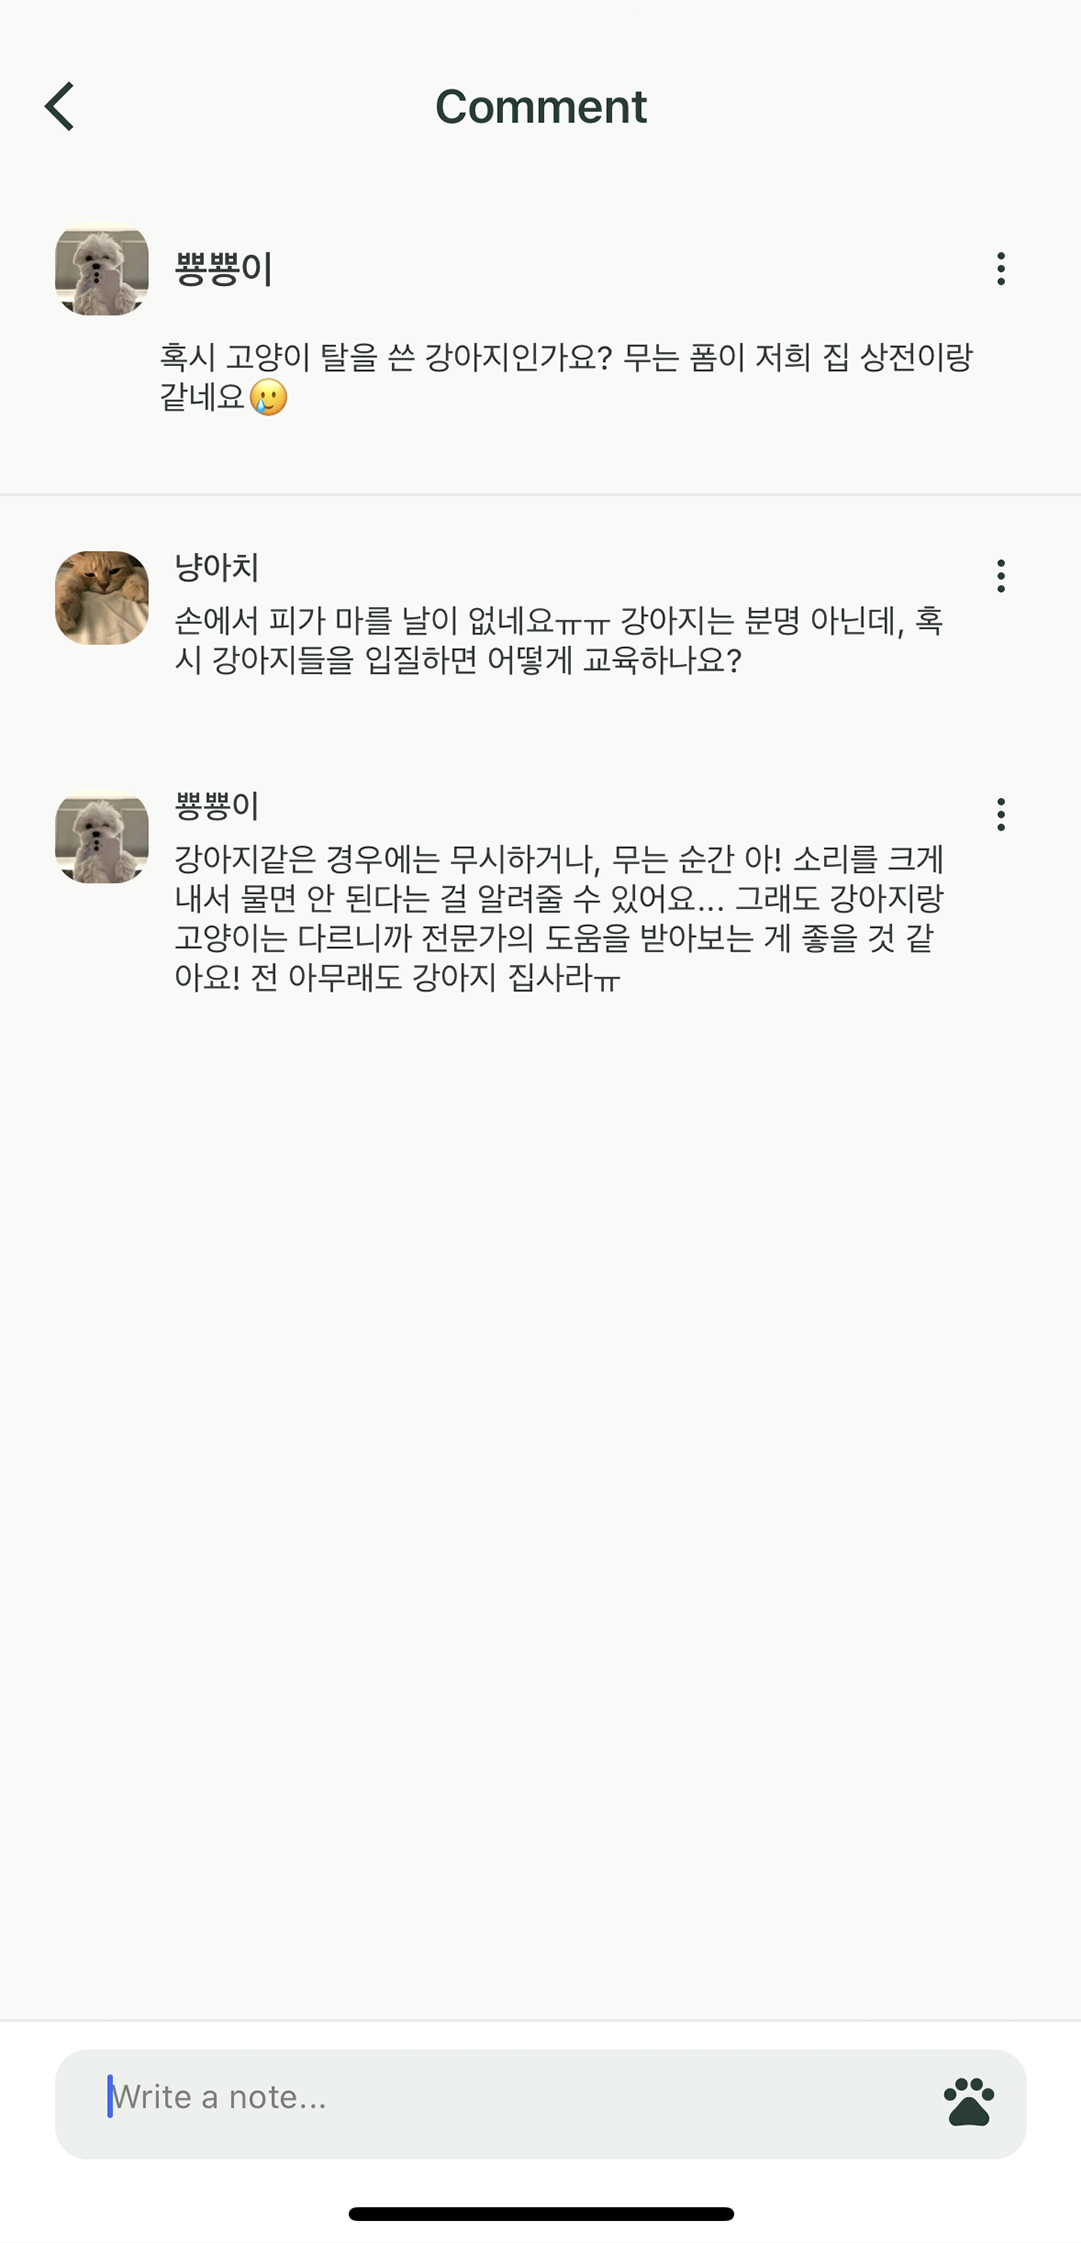 Comment
뿅뿅이
혹시 고양이 탈을 쓴 강아지인가요? 무는 폼이 저희 집 상전이랑
같네요🥲
냥아치
손에서 피가 마를 날이 없네요ㅠㅠ 강아지는 분명 아닌데, 혹
시 강아지들을 입질하면 어떻게 교육하나요?
뿅뿅이
강아지같은 경우에는 무시하거나, 무는 순간 아! 소리를 크게
내서 물면 안 된다는 걸 알려줄 수 있어요... 그래도 강아지랑
고양이는 다르니까 전문가의 도움을 받아보는 게 좋을 것 같
아요! 전 아무래도 강아지 집사라ㅠ
Write a note...